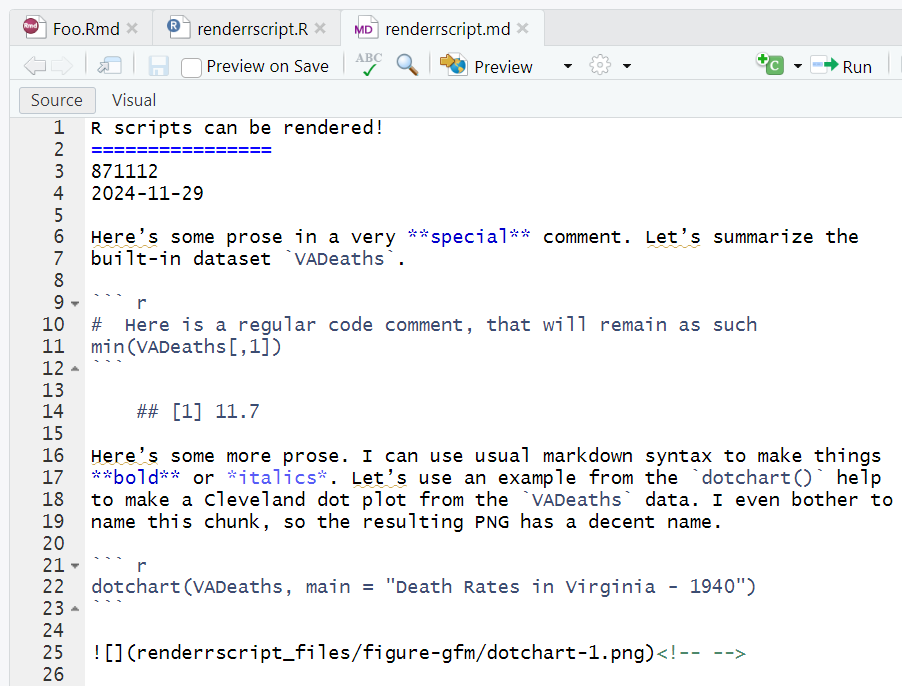 Foo.Rmd renderrscript.R renderrscript.md
ABC Preview on Save Preview C Run
Source Visual
1 R scripts can be rendered!
2 ================
3 871112
4 2024-11-29
5
6 Here’s some prose in a very **special** comment. Let’s summarize the
7 built-in dataset `VADeaths`.
8
9 ``` r
10 #  Here is a regular code comment, that will remain as such
11 min(VADeaths[,1])
12 ```
13
14     ## [1] 11.7
15
16 Here’s some more prose. I can use usual markdown syntax to make things
17 **bold** or *italics*. Let’s use an example from the `dotchart()` help
18 to make a Cleveland dot plot from the `VADeaths` data. I even bother to
19 name this chunk, so the resulting PNG has a decent name.
20
21 ``` r
22 dotchart(VADeaths, main = "Death Rates in Virginia - 1940")
23 ```
24
25 ![](renderrscript_files/figure-gfm/dotchart-1.png)<!-- -->
26